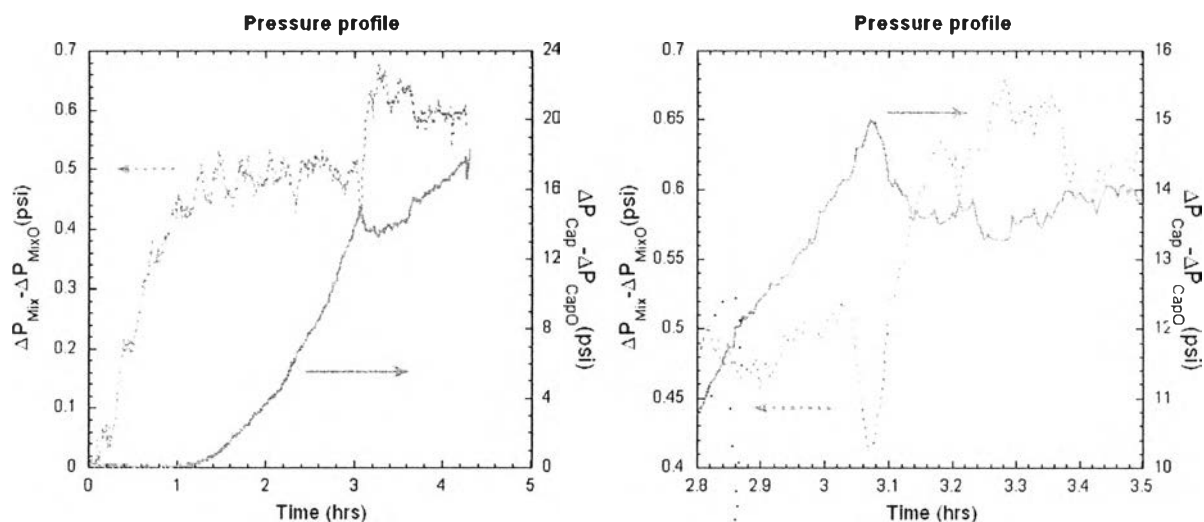 Pressure profile
0.7
0.6
0.5
0.4
0.3
0.2
0.1
0
ΔP_Mix-ΔP_MixO(psi)
24
20
16
12
8
4
0
ΔP_Cap-ΔP_CapO(psi)
0 1 2 3 4 5
Time (hrs)
Pressure profile
0.7
0.65
0.6
0.55
0.5
0.45
0.4
ΔP_Mix-ΔP_MixO(psi)
16
15
14
13
12
11
10
ΔP_Cap-ΔP_CapO(psi)
2.8 2.9 3 3.1 3.2 3.3 3.4 3.5
Time (hrs)